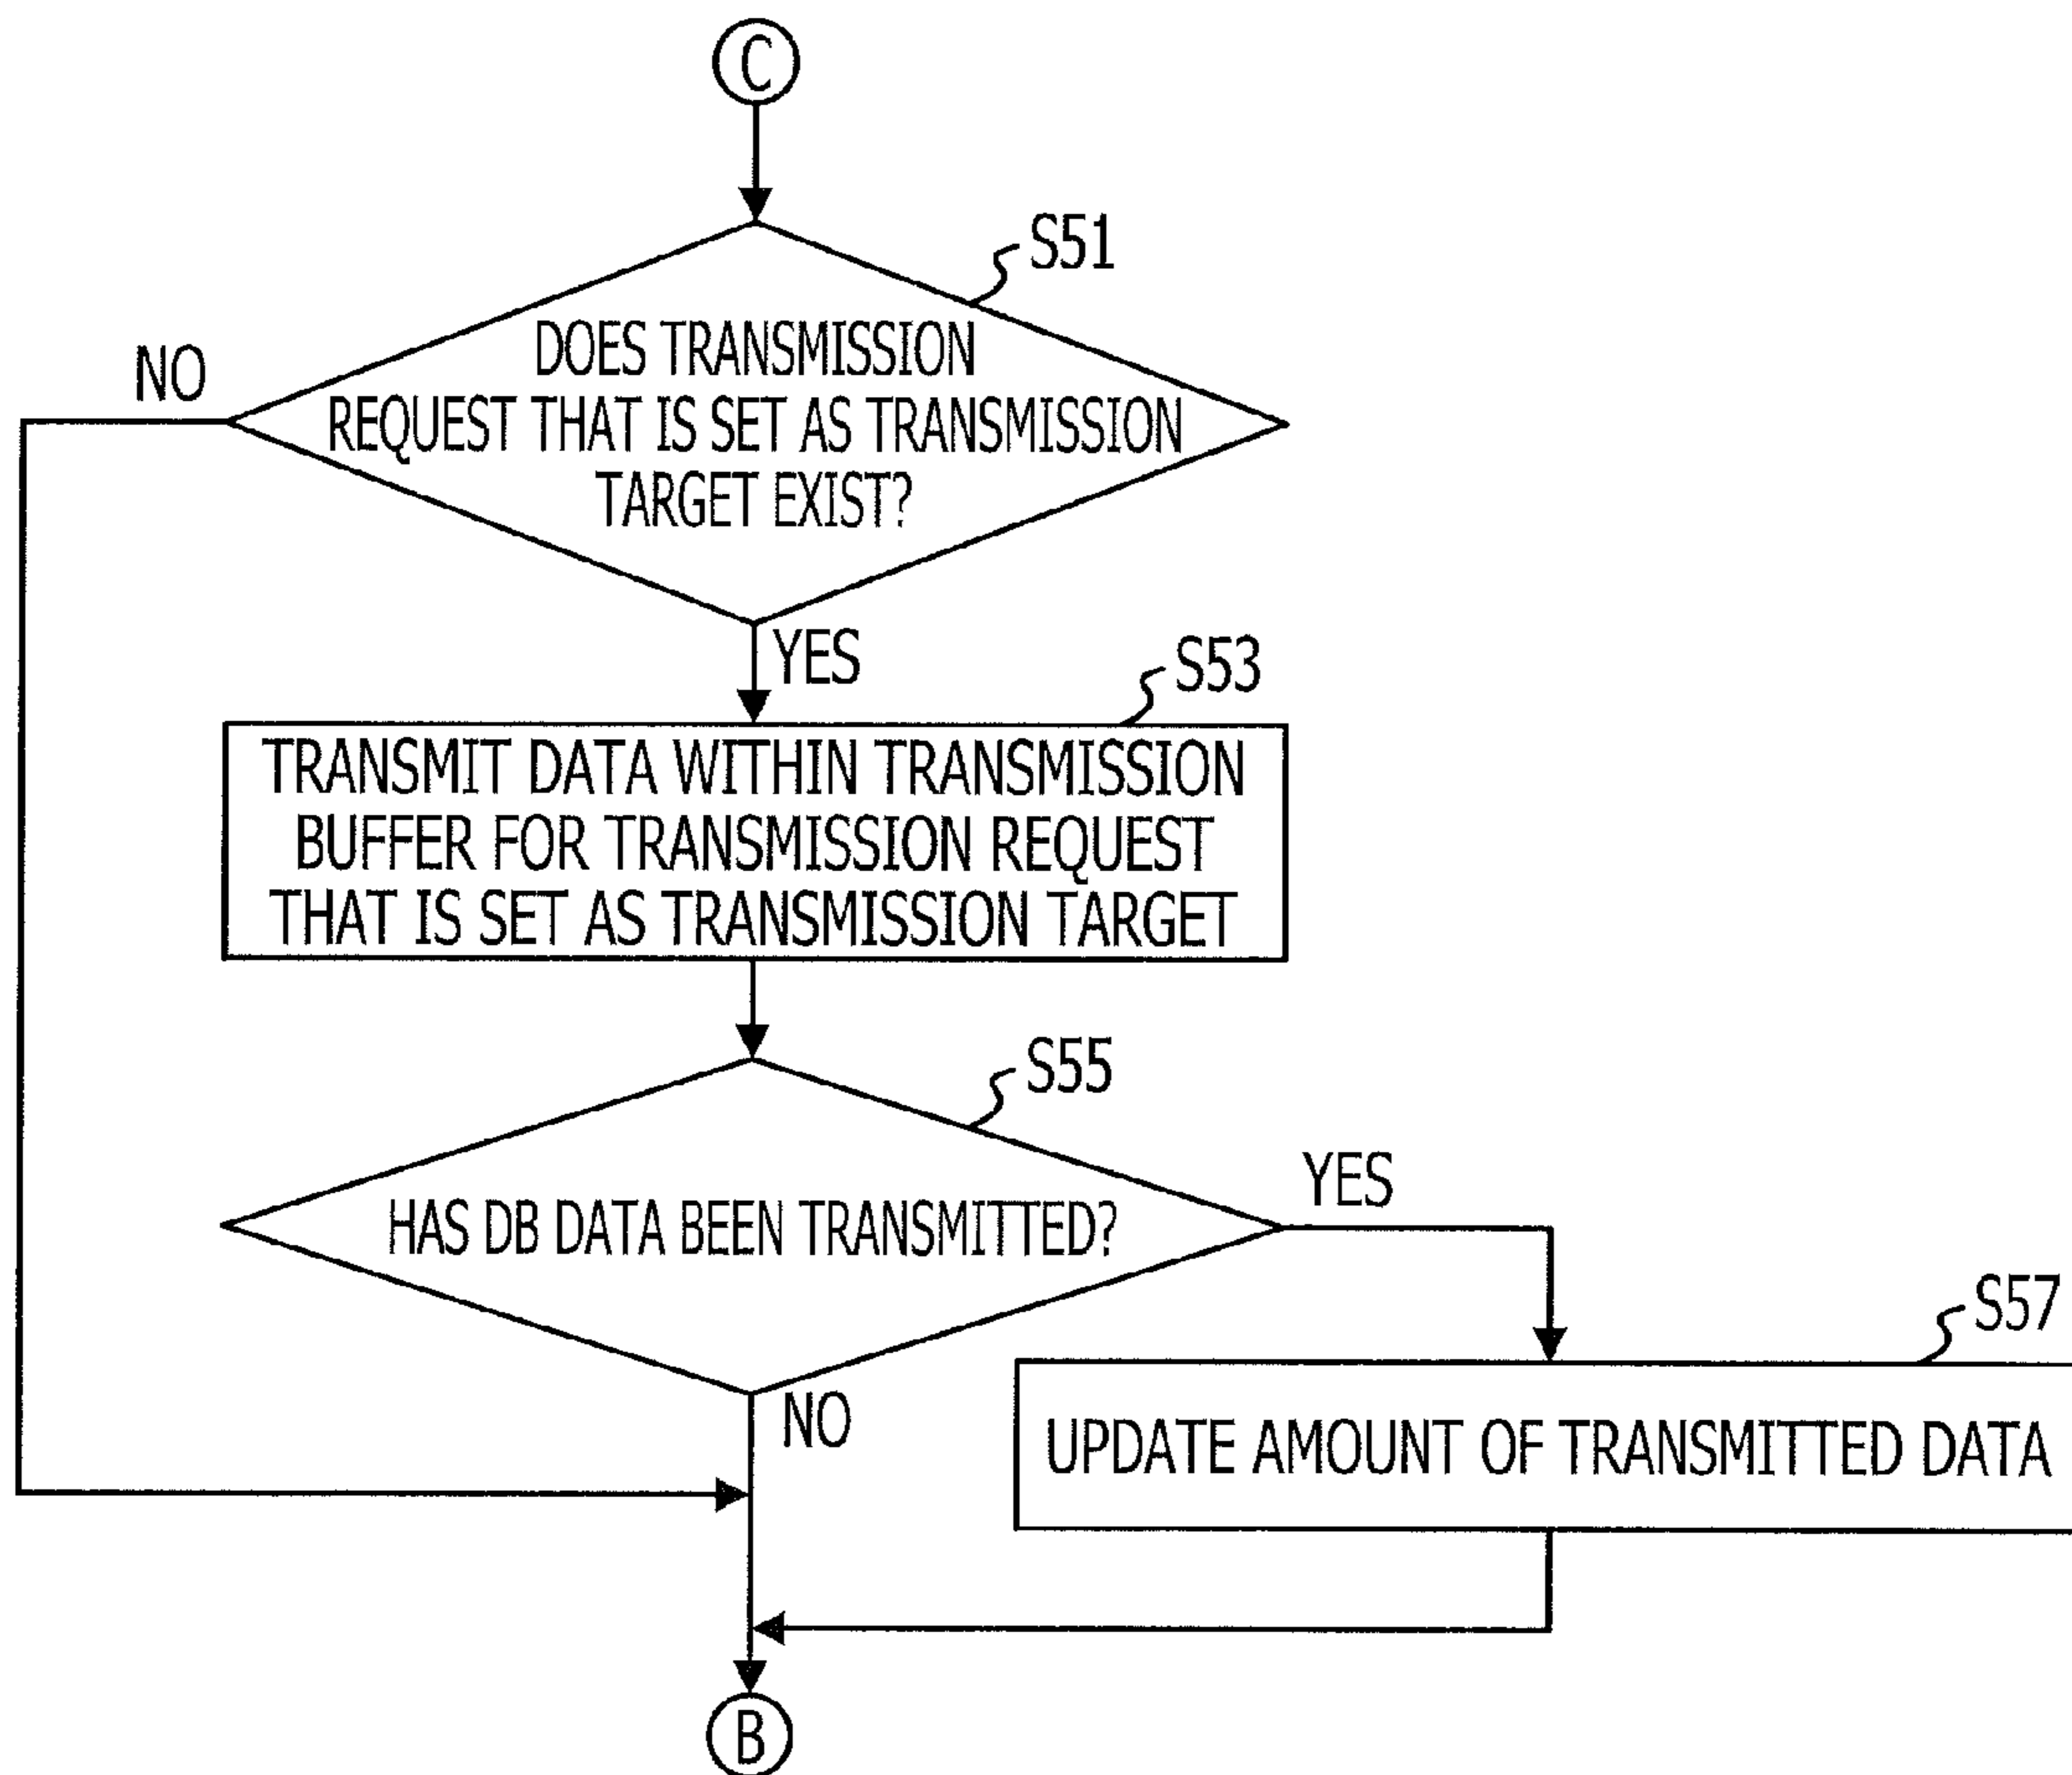 C
S51
DOES TRANSMISSION
REQUEST THAT IS SET AS TRANSMISSION
TARGET EXIST?
NO
YES
S53
TRANSMIT DATA WITHIN TRANSMISSION
BUFFER FOR TRANSMISSION REQUEST
THAT IS SET AS TRANSMISSION TARGET
S55
HAS DB DATA BEEN TRANSMITTED?
YES
NO
S57
UPDATE AMOUNT OF TRANSMITTED DATA
B